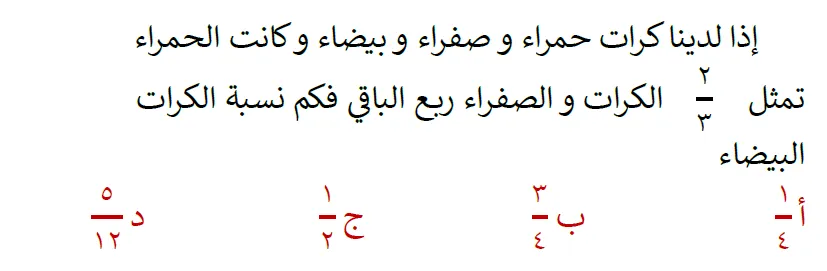 إذا لدينا كرات حمراء و صفراء و بيضاء و كانت الحمراء
تمثل ٢/٣ الكرات و الصفراء ربع الباقي فكم نسبة الكرات
البيضاء
أ ١/٤ ب ٣/٤ ج ١/٢ د ٥/١٢